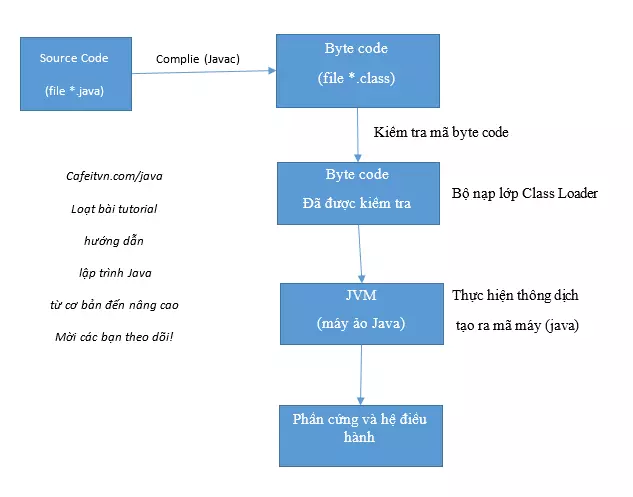 Source Code
(file *.java)
Complie (Javac)
Byte code
(file *.class)
Kiểm tra mã byte code
Byte code
Đã được kiểm tra
Bộ nạp lớp Class Loader
Cafeitvn.com/java
Loạt bài tutorial
hướng dẫn
lập trình Java
từ cơ bản đến nâng cao
Mời các bạn theo dõi!
JVM
(máy ảo Java)
Thực hiện thông dịch
tạo ra mã máy (java)
Phần cứng và hệ điều
hành